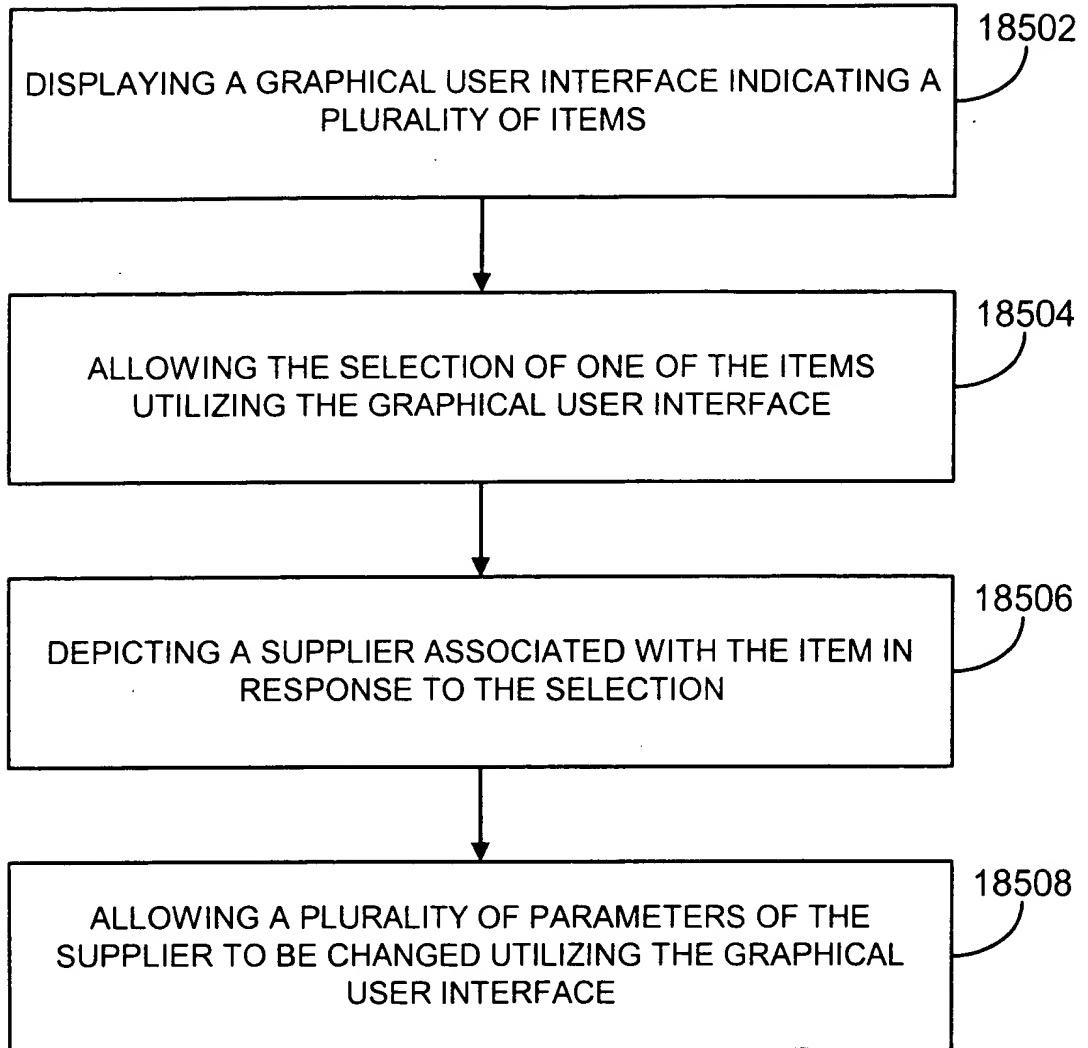 18502
DISPLAYING A GRAPHICAL USER INTERFACE INDICATING A
PLURALITY OF ITEMS
18504
ALLOWING THE SELECTION OF ONE OF THE ITEMS
UTILIZING THE GRAPHICAL USER INTERFACE
18506
DEPICTING A SUPPLIER ASSOCIATED WITH THE ITEM IN
RESPONSE TO THE SELECTION
18508
ALLOWING A PLURALITY OF PARAMETERS OF THE
SUPPLIER TO BE CHANGED UTILIZING THE GRAPHICAL
USER INTERFACE